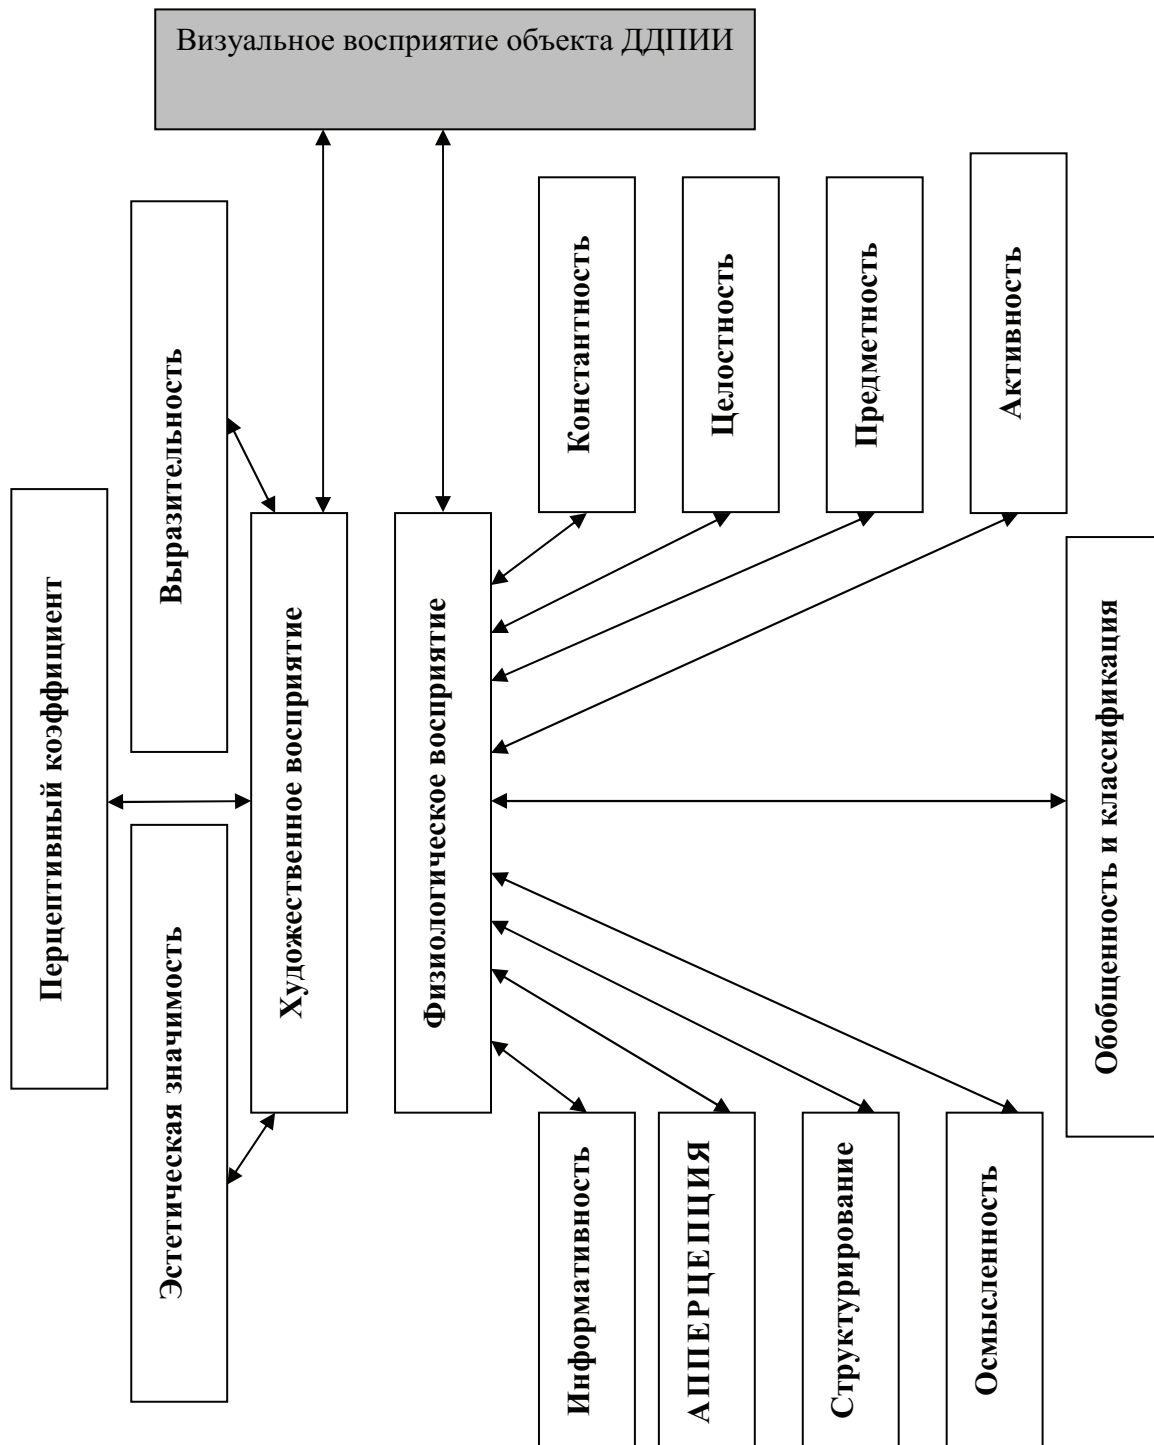 Визуальное восприятие объекта ДДПИИ
Перцептивный коэффициент
Эстетическая значимость
Выразительность
Художественное восприятие
Физиологическое восприятие
Информативность
Константность
АППЕРЦЕПЦИЯ
Целостность
Структурирование
Предметность
Осмысленность
Активность
Обобщенность и классификация